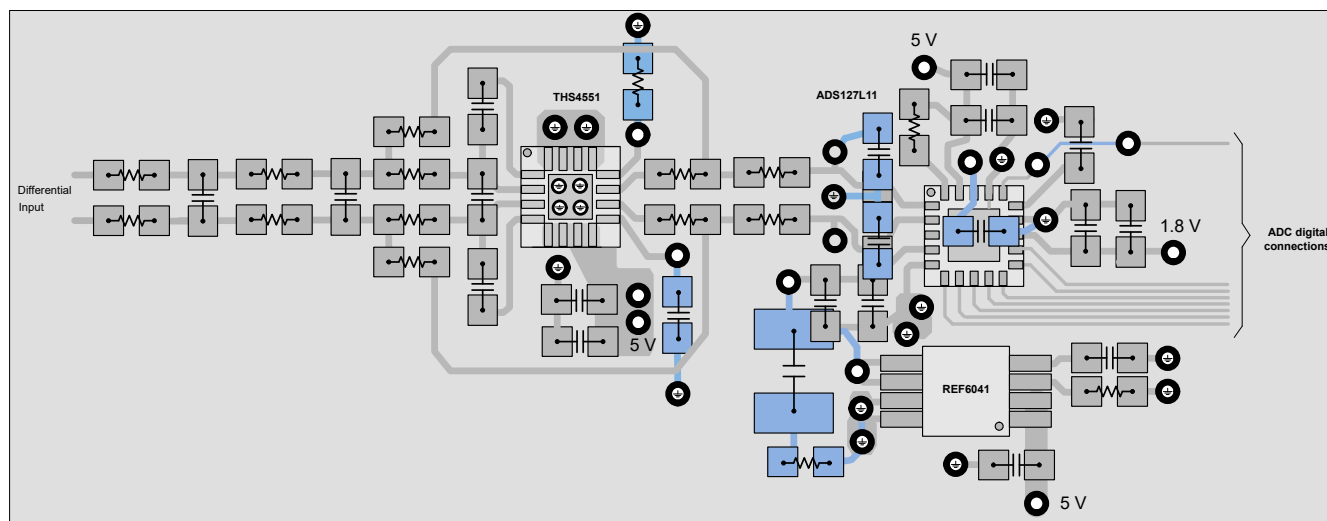 5 V
THS4551
ADS127L11
Differential
Input
1.8 V
ADC digital
connections
5 V
REF6041
5 V